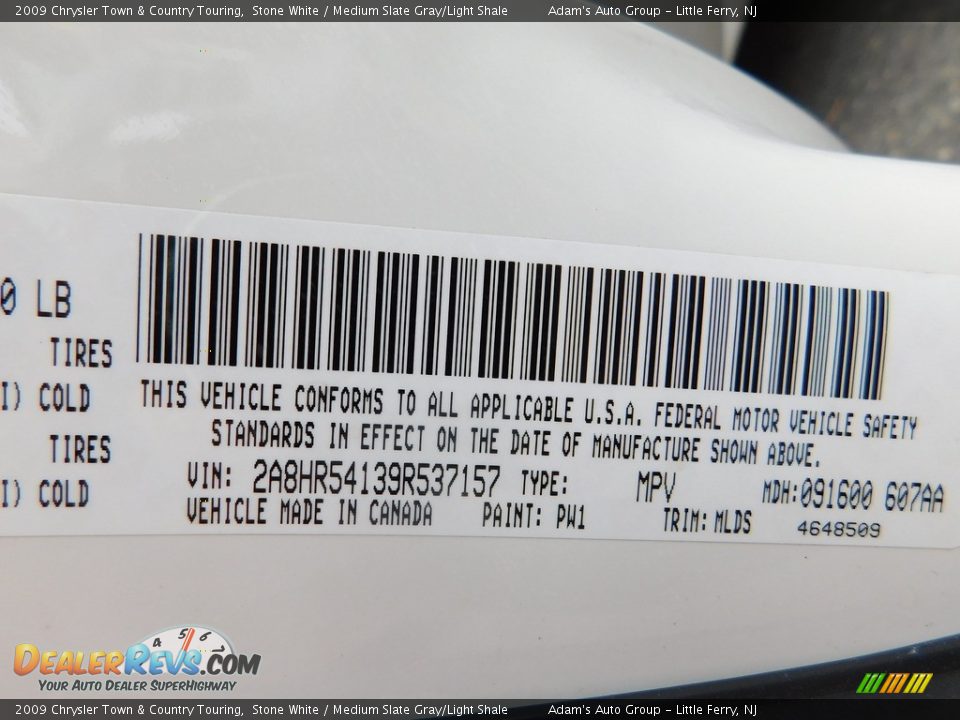 2009 Chrysler Town & Country Touring, Stone White / Medium Slate Gray/Light Shale Adam's Auto Group - Little Ferry, NJ
0 LB
TIRES
I) COLD
TIRES
I) COLD
THIS VEHICLE CONFORMS TO ALL APPLICABLE U.S.A. FEDERAL MOTOR VEHICLE SAFETY
STANDARDS IN EFFECT ON THE DATE OF MANUFACTURE SHOWN ABOVE.
VIN: 2A8HR54139R537157 TYPE: MPV MDH:091600 607AA
VEHICLE MADE IN CANADA PAINT: PW1 TRIM: MLDS 4648509
4 5 6 7
DEALERREVS.COM
YOUR AUTO DEALER SUPERHIGHWAY
2009 Chrysler Town & Country Touring, Stone White / Medium Slate Gray/Light Shale Adam's Auto Group - Little Ferry, NJ